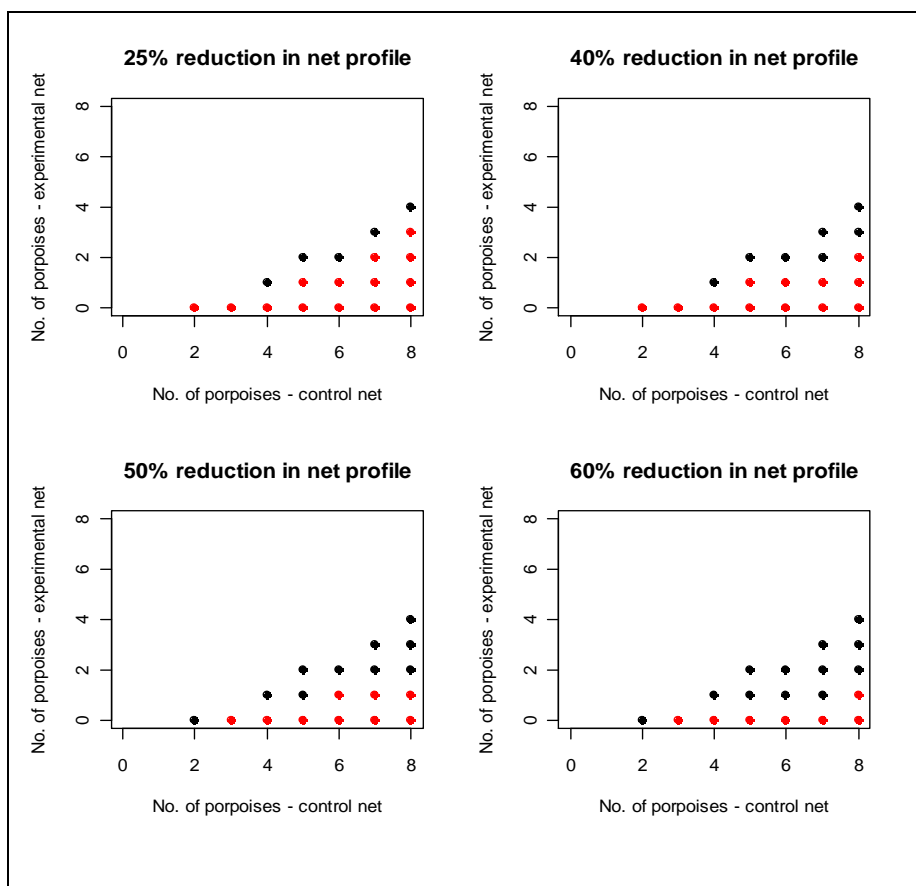 25% reduction in net profile
No. of porpoises - experimental net
8
6
4
2
0
0 2 4 6 8
No. of porpoises - control net
40% reduction in net profile
No. of porpoises - experimental net
8
6
4
2
0
0 2 4 6 8
No. of porpoises - control net
50% reduction in net profile
No. of porpoises - experimental net
8
6
4
2
0
0 2 4 6 8
No. of porpoises - control net
60% reduction in net profile
No. of porpoises - experimental net
8
6
4
2
0
0 2 4 6 8
No. of porpoises - control net